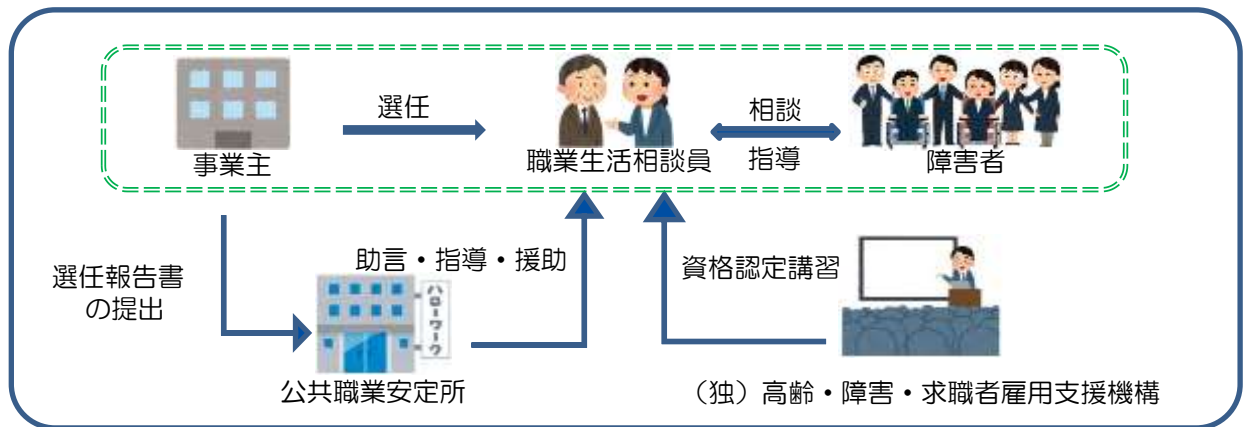 選任
相談
指導
事業主
職業生活相談員
障害者
選任報告書
の提出
助言・指導・援助
資格認定講習
ハローワーク
公共職業安定所
（独）高齢・障害・求職者雇用支援機構